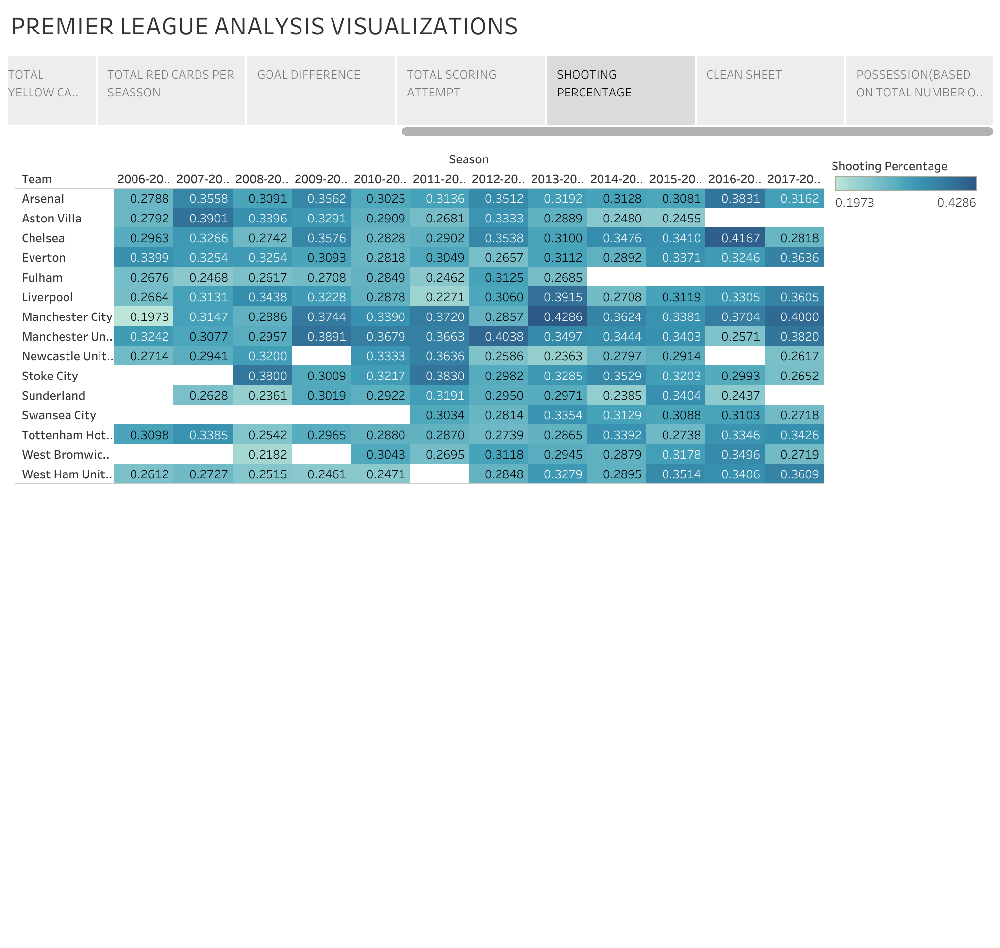 PREMIER LEAGUE ANALYSIS VISUALIZATIONS
TOTAL
YELLOW CA..
TOTAL RED CARDS PER
SEASSON
GOAL DIFFERENCE
TOTAL SCORING
ATTEMPT
SHOOTING
PERCENTAGE
CLEAN SHEET
POSSESSION(BASED
ON TOTAL NUMBER O..
Season
Team 2006-20.. 2007-20.. 2008-20.. 2009-20.. 2010-20.. 2011-20.. 2012-20.. 2013-20.. 2014-20.. 2015-20.. 2016-20.. 2017-20..
Arsenal 0.2788 0.3558 0.3091 0.3562 0.3025 0.3136 0.3512 0.3192 0.3128 0.3081 0.3831 0.3162
Aston Villa 0.2792 0.3901 0.3396 0.3291 0.2909 0.2681 0.3333 0.2889 0.2480 0.2455
Chelsea 0.2963 0.3266 0.2742 0.3576 0.2828 0.2902 0.3538 0.3100 0.3476 0.3410 0.4167 0.2818
Everton 0.3399 0.3254 0.3254 0.3093 0.2818 0.3049 0.2657 0.3112 0.2892 0.3371 0.3246 0.3636
Fulham 0.2676 0.2468 0.2617 0.2708 0.2849 0.2462 0.3125 0.2685
Liverpool 0.2664 0.3131 0.3438 0.3228 0.2878 0.2271 0.3060 0.3915 0.2708 0.3119 0.3305 0.3605
Manchester City 0.1973 0.3147 0.2886 0.3744 0.3390 0.3720 0.2857 0.4286 0.3624 0.3381 0.3704 0.4000
Manchester Un.. 0.3242 0.3077 0.2957 0.3891 0.3679 0.3663 0.4038 0.3497 0.3444 0.3403 0.2571 0.3820
Newcastle Unit.. 0.2714 0.2941 0.3200 0.3333 0.3636 0.2586 0.2363 0.2797 0.2914 0.2617
Stoke City 0.3800 0.3009 0.3217 0.3830 0.2982 0.3285 0.3529 0.3203 0.2993 0.2652
Sunderland 0.2628 0.2361 0.3019 0.2922 0.3191 0.2950 0.2971 0.2385 0.3404 0.2437
Swansea City 0.3034 0.2814 0.3354 0.3129 0.3088 0.3103 0.2718
Tottenham Hot.. 0.3098 0.3385 0.2542 0.2965 0.2880 0.2870 0.2739 0.2865 0.3392 0.2738 0.3346 0.3426
West Bromwic.. 0.2182 0.3043 0.2695 0.3118 0.2945 0.2879 0.3178 0.3496 0.2719
West Ham Unit.. 0.2612 0.2727 0.2515 0.2461 0.2471 0.2848 0.3279 0.2895 0.3514 0.3406 0.3609
Shooting Percentage
0.1973 0.4286